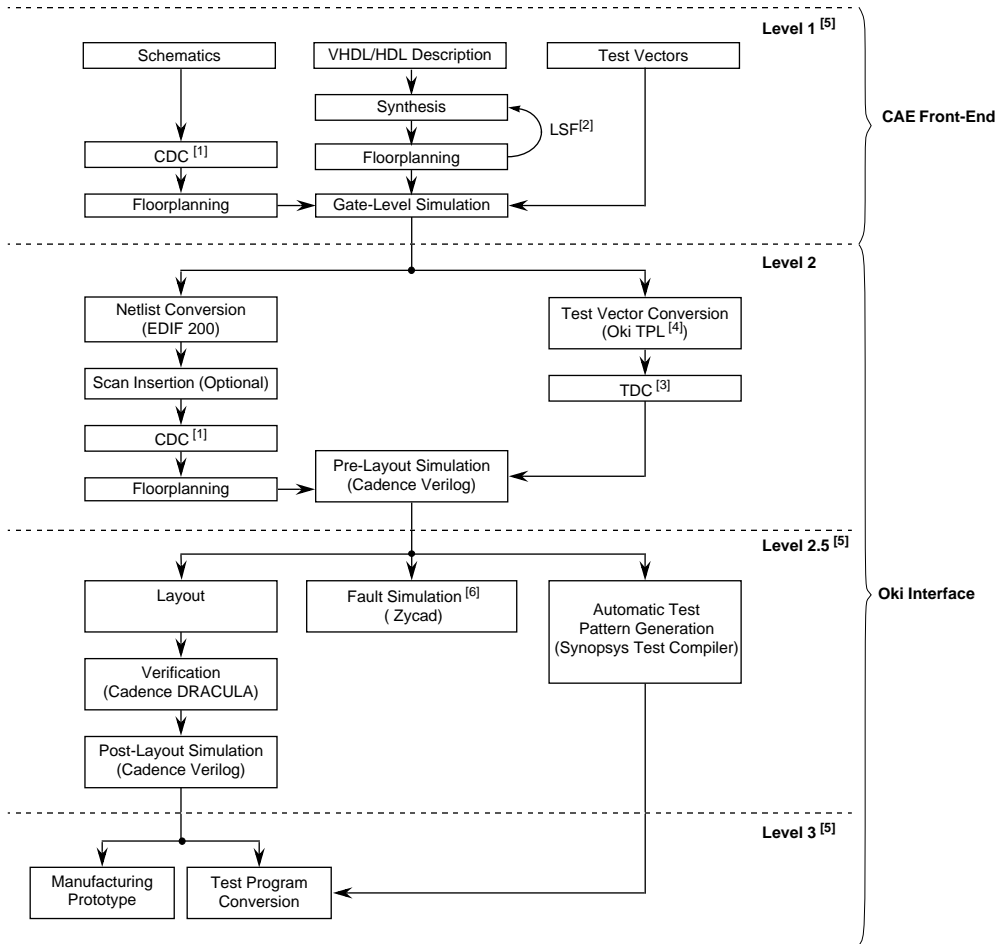 Level 1 [5]
Schematics
VHDL/HDL Description
Test Vectors
Synthesis
LSF[2]
CAE Front-End
CDC [1]
Floorplanning
Floorplanning
Gate-Level Simulation
Level 2
Netlist Conversion
(EDIF 200)
Test Vector Conversion
(Oki TPL [4])
Scan Insertion (Optional)
TDC [3]
CDC [1]
Floorplanning
Pre-Layout Simulation
(Cadence Verilog)
Level 2.5 [5]
Layout
Fault Simulation [6]
( Zycad)
Automatic Test
Pattern Generation
(Synopsys Test Compiler)
Oki Interface
Verification
(Cadence DRACULA)
Post-Layout Simulation
(Cadence Verilog)
Level 3 [5]
Manufacturing
Prototype
Test Program
Conversion